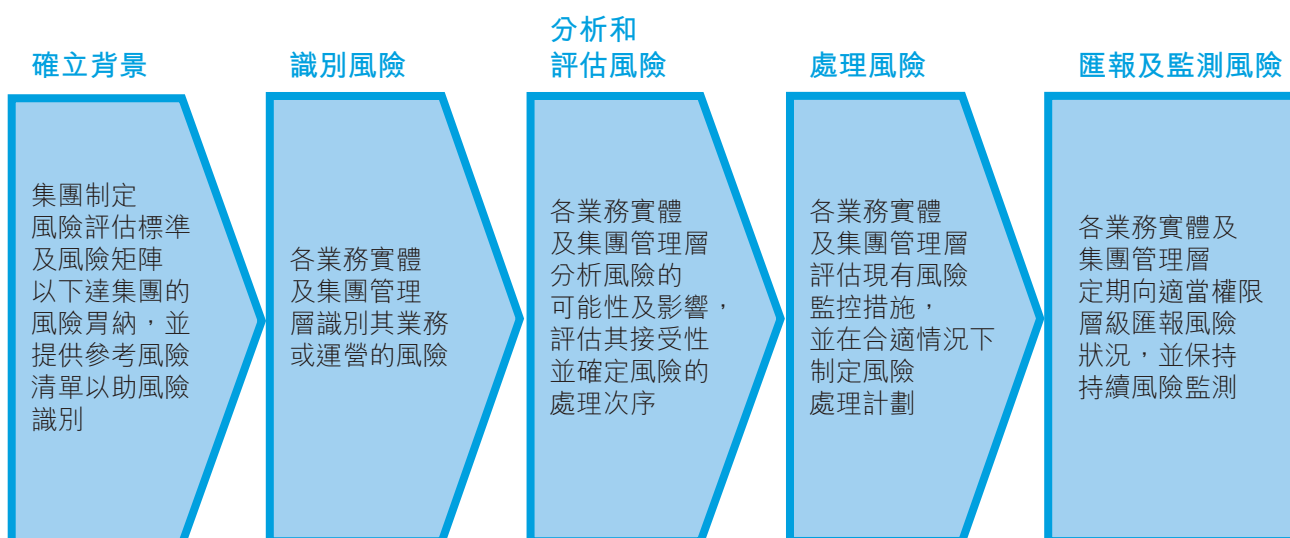 確立背景
集團制定
風險評估標準
及風險矩陣
以下達集團的
風險胃納，並
提供參考風險
清單以助風險
識別
識別風險
各業務實體
及集團管理
層識別其業務
或運營的風險
分析和
評估風險
各業務實體
及集團管理層
分析風險的
可能性及影響，
評估其接受性
並確定風險的
處理次序
處理風險
各業務實體
及集團管理層
評估現有風險
監控措施，
並在合適情況下
制定風險
處理計劃
匯報及監測風險
各業務實體及
集團管理層
定期向適當權限
層級匯報風險
狀況，並保持
持續風險監測